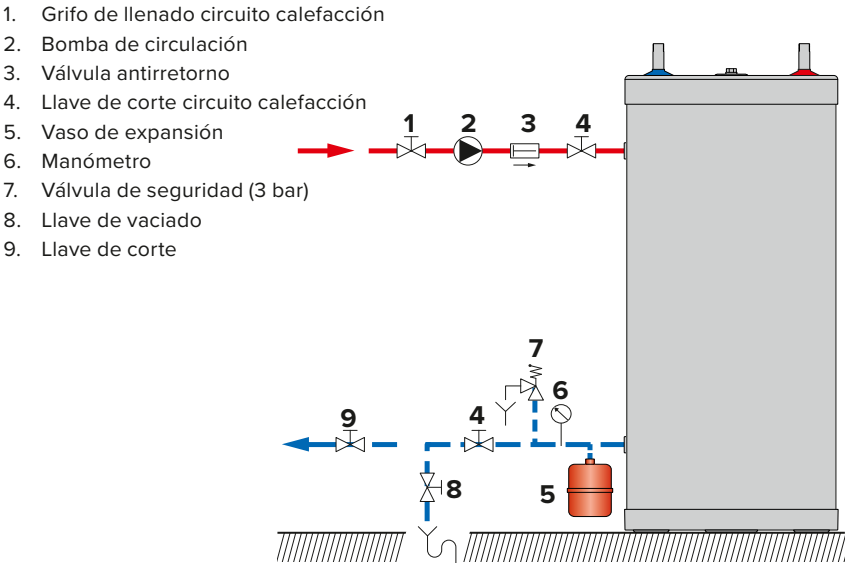 1. Grifo de llenado circuito calefacción
2. Bomba de circulación
3. Válvula antirretorno
4. Llave de corte circuito calefacción
5. Vaso de expansión
6. Manómetro
7. Válvula de seguridad (3 bar)
8. Llave de vaciado
9. Llave de corte
1 2 3 4
7
6
9 4
8 5